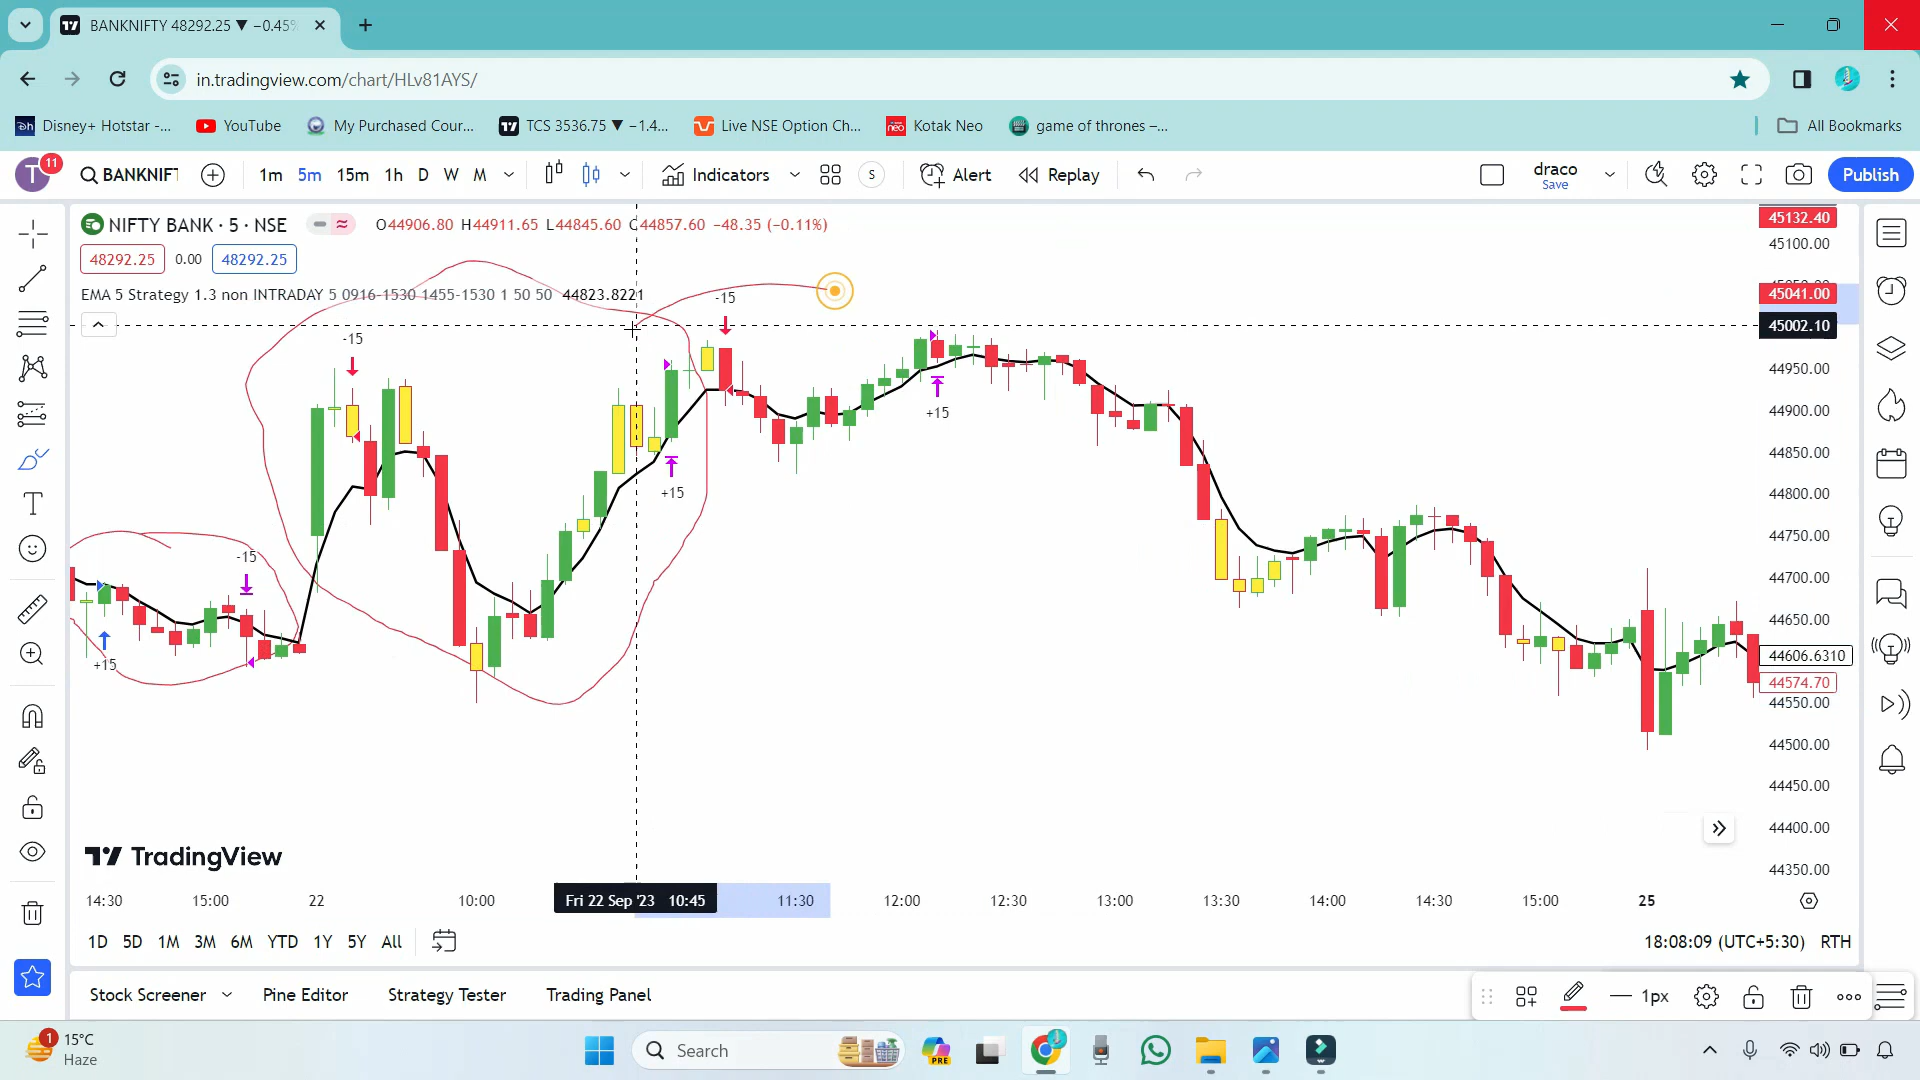 BANKNIFTY 48292.25 ▼ −0.45%
in.tradingview.com/chart/HLv81AYS/
Disney+ Hotstar -... YouTube My Purchased Cour... TCS 3536.75 ▼ −1.4... Live NSE Option Ch... Kotak Neo game of thrones –... All Bookmarks
T 11 BANKNIFT 1m 5m 15m 1h D W M Indicators S Alert Replay draco Save Publish
NIFTY BANK · 5 · NSE O44906.80 H44911.65 L44845.60 C44857.60 −48.35 (−0.11%)
48292.25 0.00 48292.25
EMA 5 Strategy 1.3 non INTRADAY 5 0916-1530 1455-1530 1 50 50 44823.8221
45132.40
45100.00
45041.00
45002.10
44950.00
44900.00
44850.00
44800.00
44750.00
44700.00
44650.00
44606.6310
44574.70
44550.00
44500.00
44450.00
44400.00
44350.00
-15
-15
+15
+15
-15
+15
TradingView
14:30 15:00 22 10:00 Fri 22 Sep '23 10:45 11:30 12:00 12:30 13:00 13:30 14:00 14:30 15:00 25
1D 5D 1M 3M 6M YTD 1Y 5Y All 18:08:09 (UTC+5:30) RTH
Stock Screener Pine Editor Strategy Tester Trading Panel 1px
1 15°C
Haze
Search
PRE